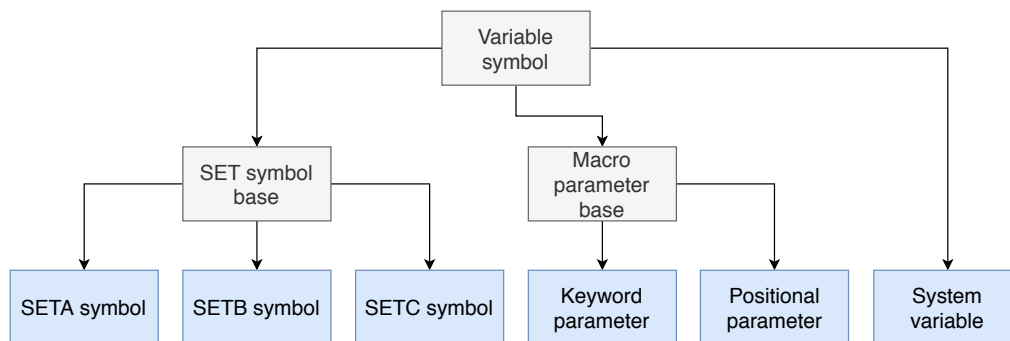 Variable
symbol
SET symbol
base
Macro
parameter
base
SETA symbol
SETB symbol
SETC symbol
Keyword
parameter
Positional
parameter
System
variable